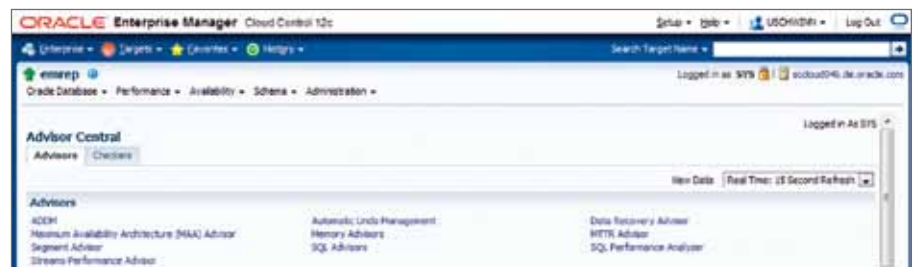 ORACLE Enterprise Manager Cloud Control 12c
Setup Help Log Out
Enterprise Targets Favorites History Search Target Name
emrep Logged in as SYS
Oracle Database Performance Availability Schema Administration
Logged in As SYS
Advisor Central
Advisors Checkers
View Data Real Time: 15 Second Refresh
Advisors
ADDM Automatic Undo Management Data Recovery Advisor
Maximum Availability Architecture (MAA) Advisor Memory Advisors MTTR Advisor
Segment Advisor SQL Advisors SQL Performance Analyzer
Streams Performance Advisor